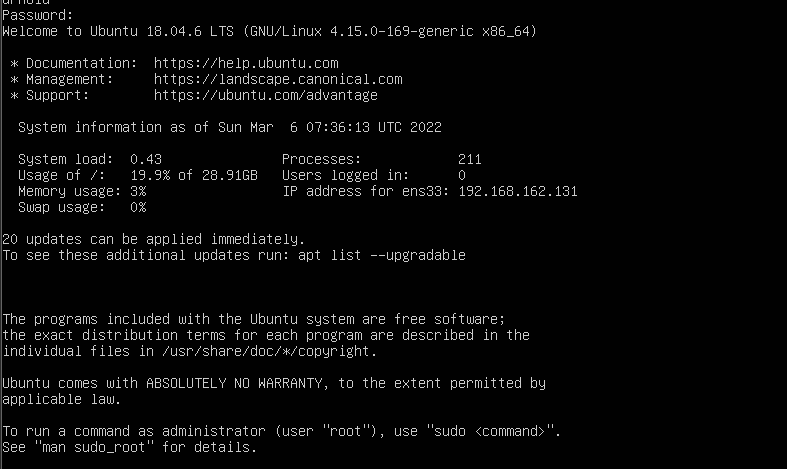 Password:
Welcome to Ubuntu 18.04.6 LTS (GNU/Linux 4.15.0-169-generic x86_64)
* Documentation:  https://help.ubuntu.com
* Management:     https://landscape.canonical.com
* Support:        https://ubuntu.com/advantage
System information as of Sun Mar  6 07:36:13 UTC 2022
System load:  0.43               Processes:            211
Usage of /:   19.9% of 28.91GB   Users logged in:      0
Memory usage: 3%                 IP address for ens33: 192.168.162.131
Swap usage:   0%
20 updates can be applied immediately.
To see these additional updates run: apt list --upgradable
The programs included with the Ubuntu system are free software;
the exact distribution terms for each program are described in the
individual files in /usr/share/doc/*/copyright.
Ubuntu comes with ABSOLUTELY NO WARRANTY, to the extent permitted by
applicable law.
To run a command as administrator (user "root"), use "sudo <command>".
See "man sudo_root" for details.